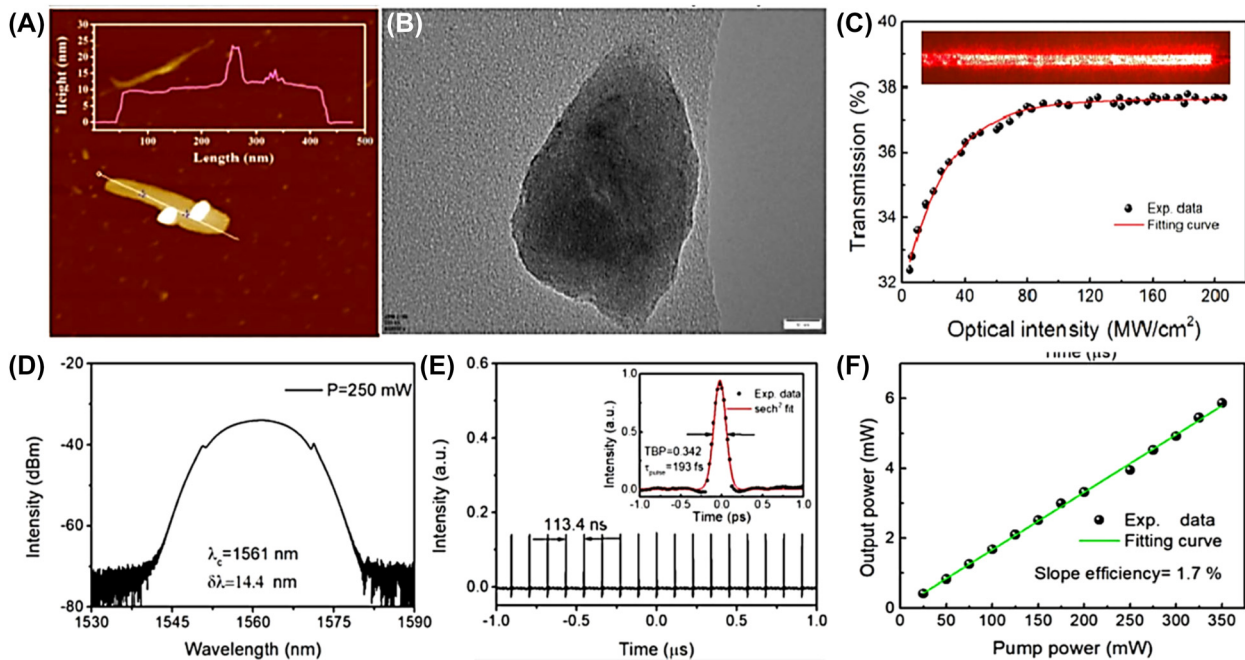 (A)
30
25
20
15
10
5
0
Height(nm)
100 200 300 400 500
Length (nm)
(B)
(C)
Transmission (%)
40
38
36
34
32
Exp. data
Fitting curve
0 40 80 120 160 200
Optical intensity (MW/cm²)
(D)
Intensity (dBm)
-20
-40
-60
-80
P=250 mW
λc=1561 nm
δλ=14.4 nm
1530 1545 1560 1575 1590
Wavelength (nm)
(E)
Intensity (a.u.)
0.6
0.5
0.4
0.3
0.2
0.1
0.0
Intensity (a.u.)
1.0
0.5
0.0
Exp. data
sech² fit
TBP=0.342
τpulse=193 fs
-1.0 -0.5 0.0 0.5 1.0
Time (ps)
113.4 ns
-1.0 -0.5 0.0 0.5 1.0
Time (μs)
Time (μs)
(F)
Output power (mW)
6
4
2
0
Exp. data
Fitting curve
Slope efficiency= 1.7 %
0 50 100 150 200 250 300 350
Pump power (mW)